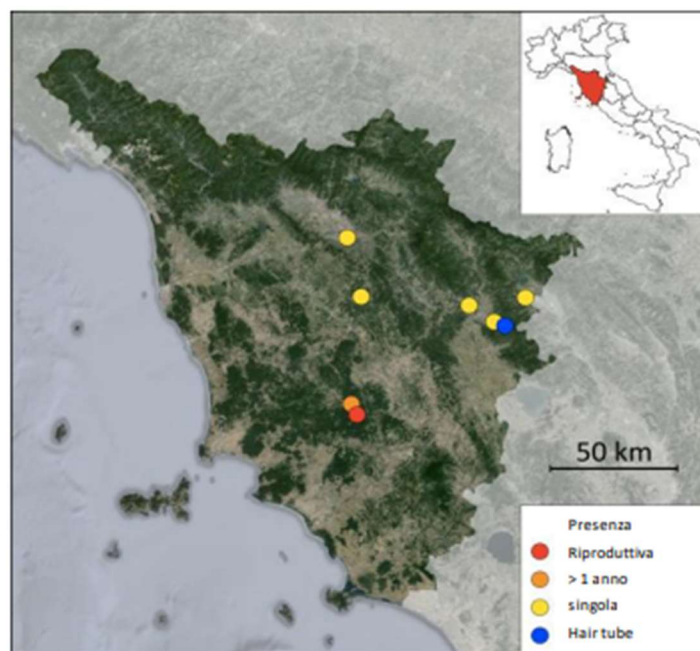 50 km
Presenza
Riproduttiva
> 1 anno
singola
Hair tube